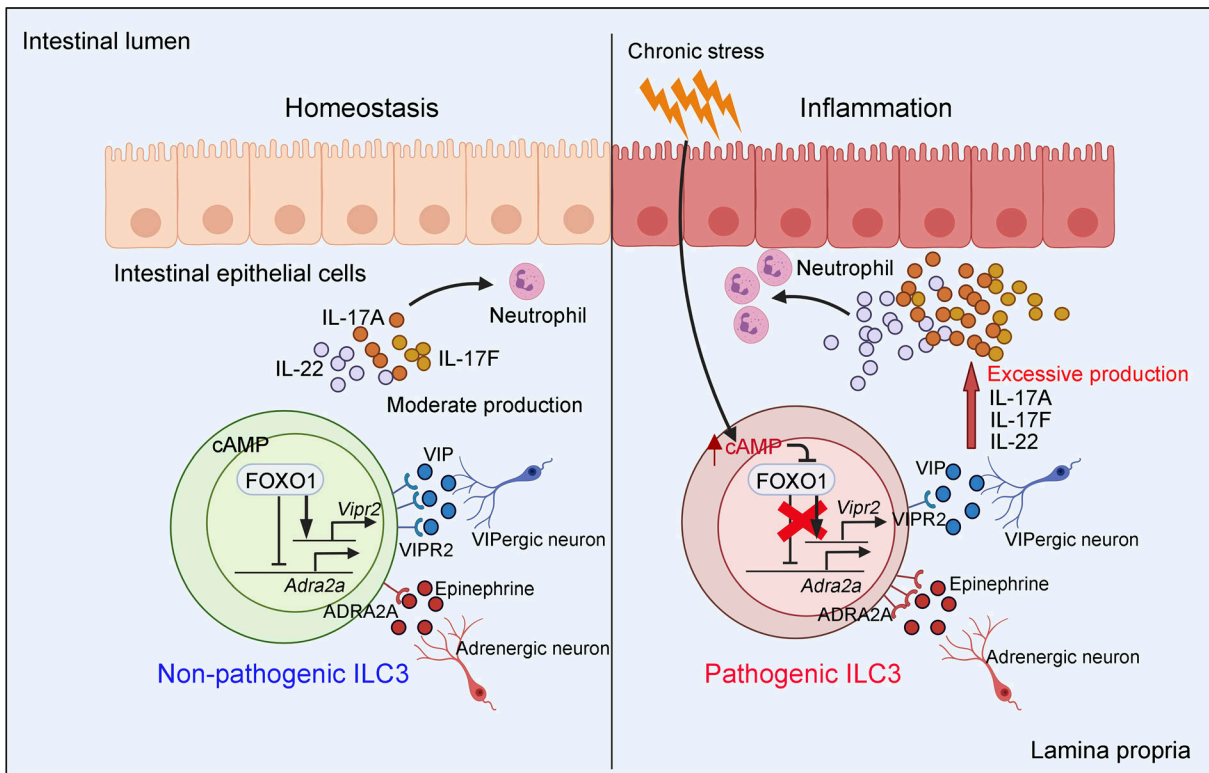 Intestinal lumen
Homeostasis
Intestinal epithelial cells
Neutrophil
IL-17A
IL-22
IL-17F
Moderate production
cAMP
FOXO1
Vipr2
Adra2a
VIP
VIPR2
VIPergic neuron
Epinephrine
ADRA2A
Adrenergic neuron
Non-pathogenic ILC3
Chronic stress
Inflammation
Neutrophil
Excessive production
IL-17A
IL-17F
IL-22
cAMP
FOXO1
Vipr2
Adra2a
VIP
VIPR2
VIPergic neuron
Epinephrine
ADRA2A
Adrenergic neuron
Pathogenic ILC3
Lamina propria